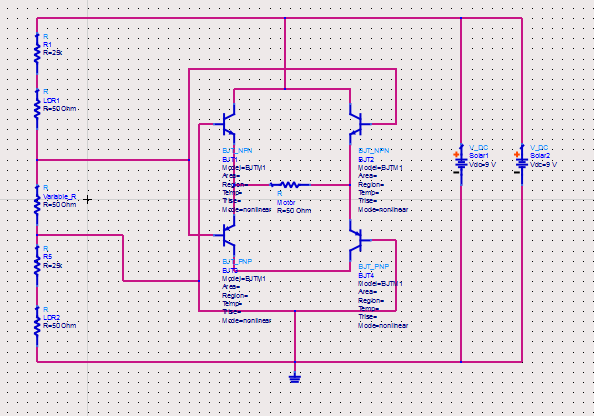 R
R1
R=25k
R
LDR1
R=50 Ohm
R
Variable_R
R=50 Ohm
R
R5
R=25k
R
LDR2
R=50 Ohm
BJT_NPN
BJT1
Model=BJTM1
Area=
Region=
Temp=
Trise=
Mode=nonlinear
BJT_NPN
BJT2
Model=BJTM1
Area=
Region=
Temp=
Trise=
Mode=nonlinear
R
Motor
R=50 Ohm
BJT_PNP
Model=BJTM1
Area=
Region=
Temp=
Trise=
Mode=nonlinear
BJT_PNP
BJT4
Model=BJTM1
Area=
Region=
Temp=
Trise=
Mode=nonlinear
V_DC
Solar1
Vdc=9 V
V_DC
Solar2
Vdc=9 V